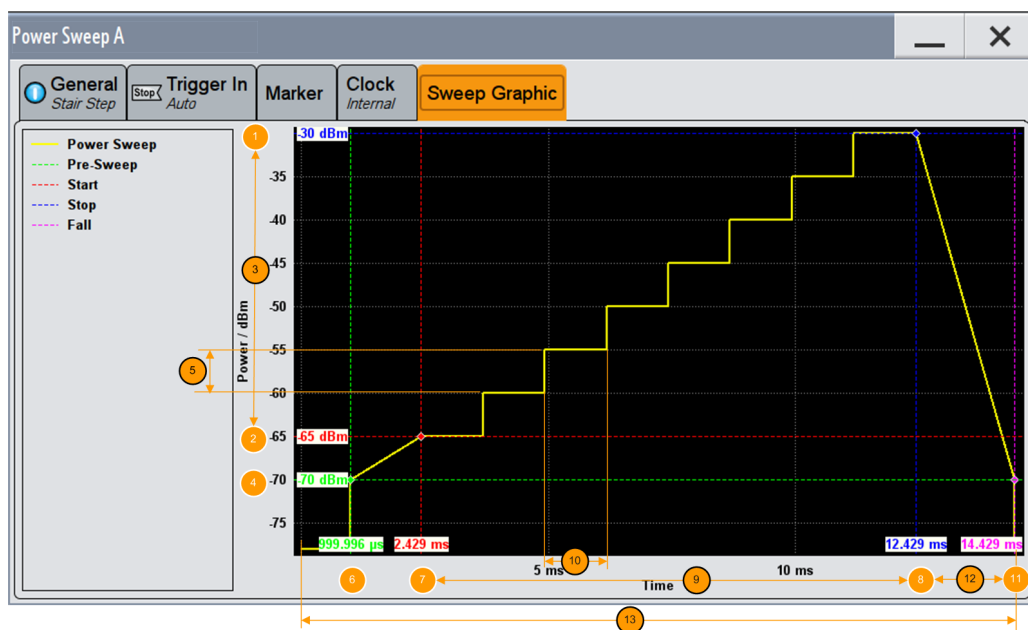 Power Sweep A
General
Stair Step
Stop
Trigger In
Auto
Marker
Clock
Internal
Sweep Graphic
Power Sweep
Pre-Sweep
Start
Stop
Fall
1
-30 dBm
-35
-40
-45
3
-50
Power / dBm
-55
5
-60
2
-65
-65 dBm
4
-70
-70 dBm
-75
999.996 µs
2.429 ms
12.429 ms
14.429 ms
5 ms
10
10 ms
6
7
Time
9
8
12
11
13